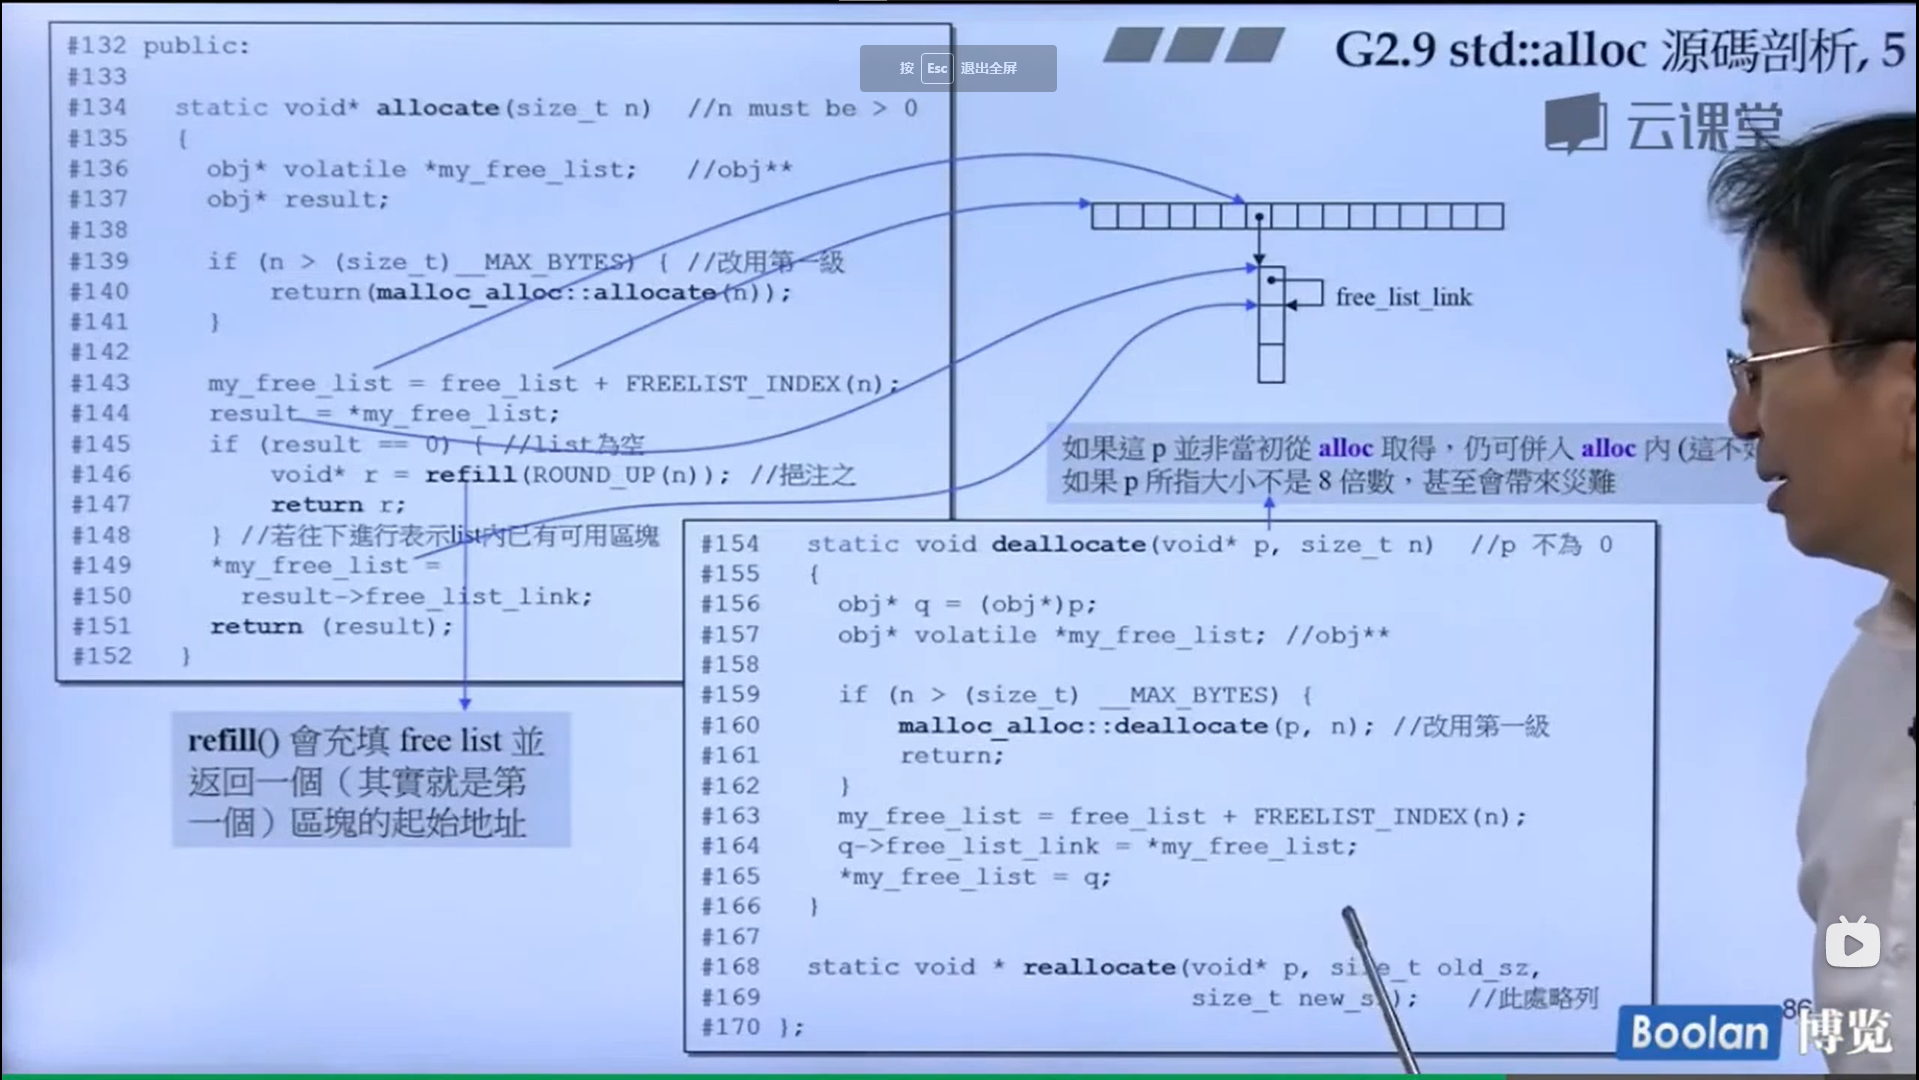 按 Esc 退出全屏
G2.9 std::alloc 源碼剖析, 5
云课堂
#132 public:
#133
#134 static void* allocate(size_t n) //n must be > 0
#135 {
#136 obj* volatile *my_free_list; //obj**
#137 obj* result;
#138
#139 if (n > (size_t)__MAX_BYTES) { //改用第一級
#140 return(malloc_alloc::allocate(n));
#141 }
#142
#143 my_free_list = free_list + FREELIST_INDEX(n);
#144 result = *my_free_list;
#145 if (result == 0) { //list為空
#146 void* r = refill(ROUND_UP(n)); //挹注之
#147 return r;
#148 } //若往下進行表示list內已有可用區塊
#149 *my_free_list =
#150 result->free_list_link;
#151 return (result);
#152 }
free_list_link
如果這 p 並非當初從 alloc 取得，仍可併入 alloc 內 (這不
如果 p 所指大小不是 8 倍數，甚至會帶來災難
refill() 會充填 free list 並
返回一個（其實就是第
一個）區塊的起始地址
#154 static void deallocate(void* p, size_t n) //p 不為 0
#155 {
#156 obj* q = (obj*)p;
#157 obj* volatile *my_free_list; //obj**
#158
#159 if (n > (size_t) __MAX_BYTES) {
#160 malloc_alloc::deallocate(p, n); //改用第一級
#161 return;
#162 }
#163 my_free_list = free_list + FREELIST_INDEX(n);
#164 q->free_list_link = *my_free_list;
#165 *my_free_list = q;
#166 }
#167
#168 static void * reallocate(void* p, size_t old_sz,
#169 size_t new_s); //此處略列
#170 };
86
Boolan 博览